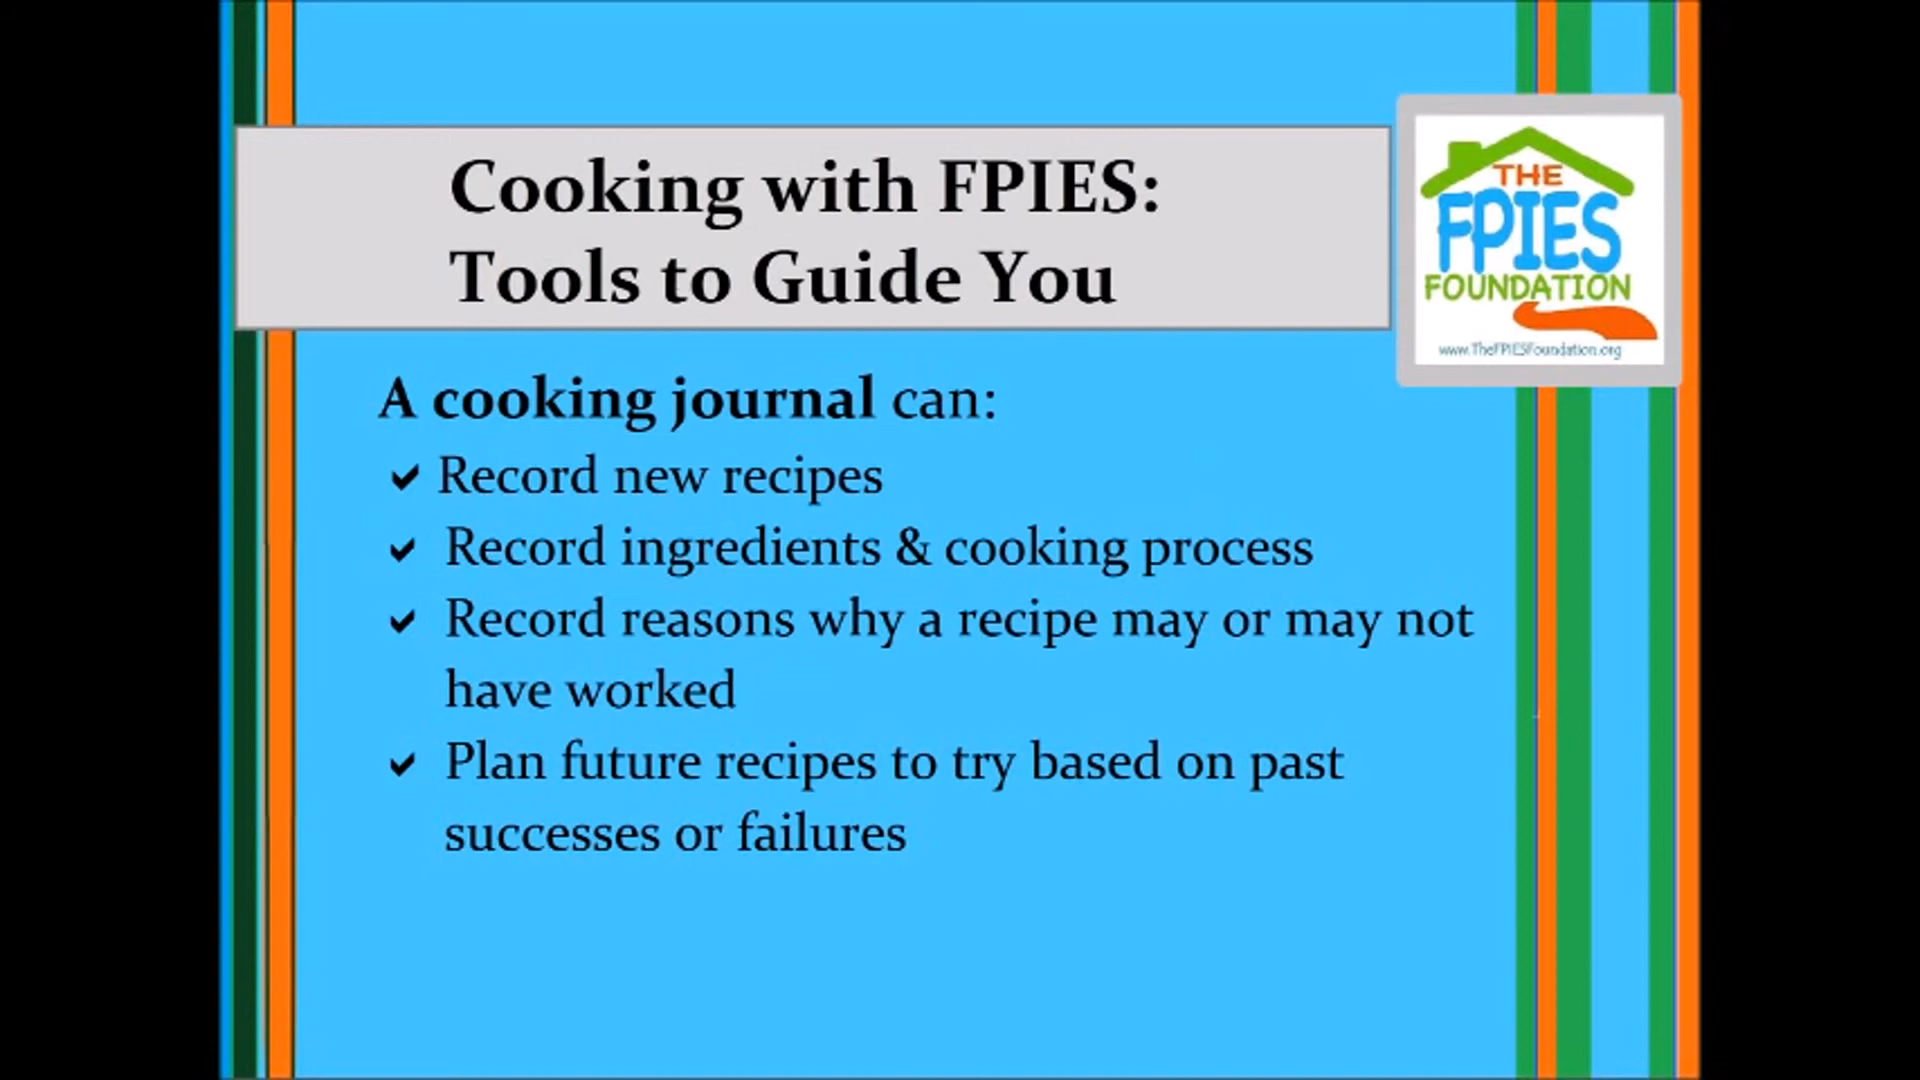 Cooking with FPIES:
Tools to Guide You
THE
FPIES
FOUNDATION
www.TheFPIESFoundation.org
A cooking journal can:
Record new recipes
Record ingredients & cooking process
Record reasons why a recipe may or may not
have worked
Plan future recipes to try based on past
successes or failures